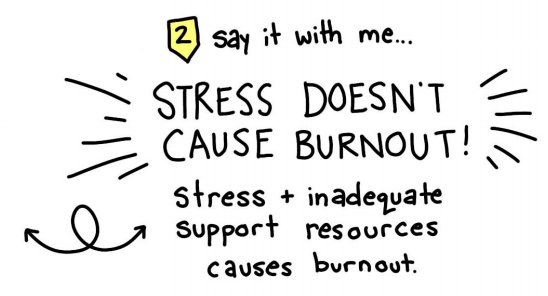 2 say it with me...
STRESS DOESN'T
CAUSE BURNOUT!
stress + inadequate
support resources
causes burnout.